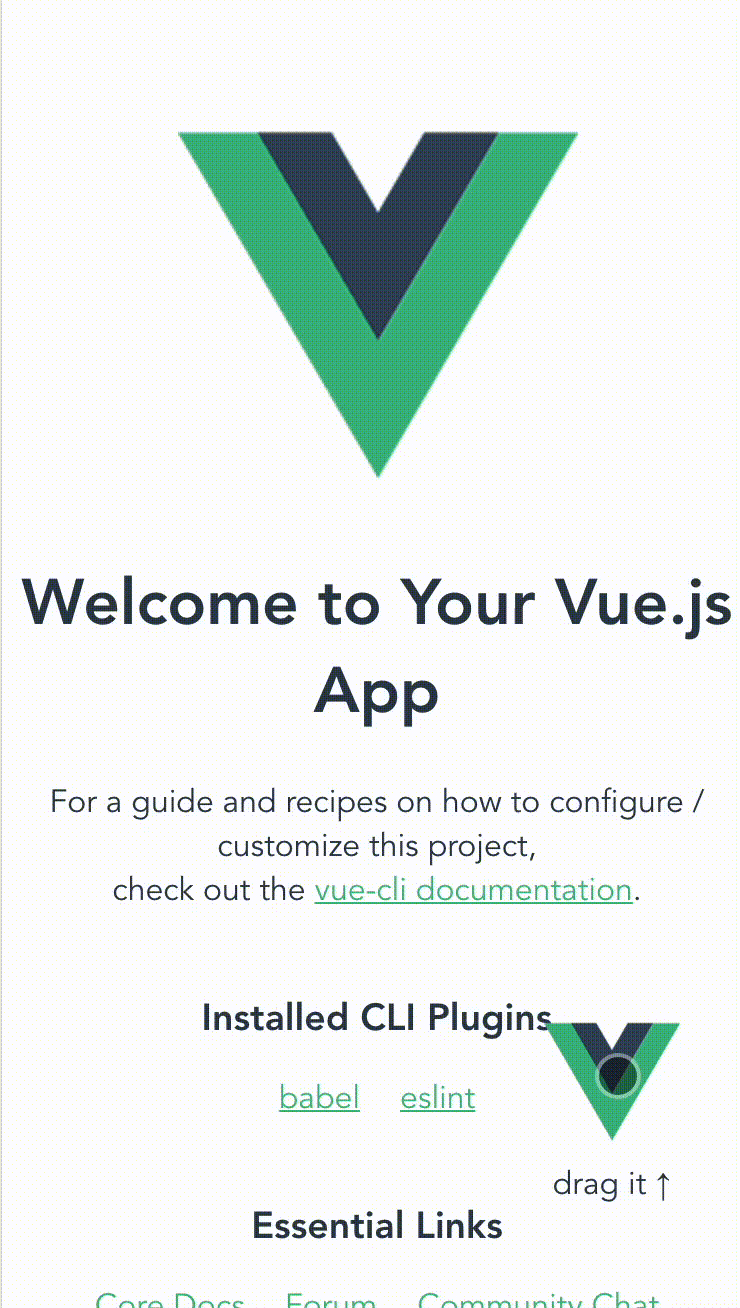 Welcome to Your Vue.js
App
For a guide and recipes on how to configure /
customize this project,
check out the vue-cli documentation.
Installed CLI Plugins
babel eslint
drag it ↑
Essential Links
Core Docs Forum Community Chat